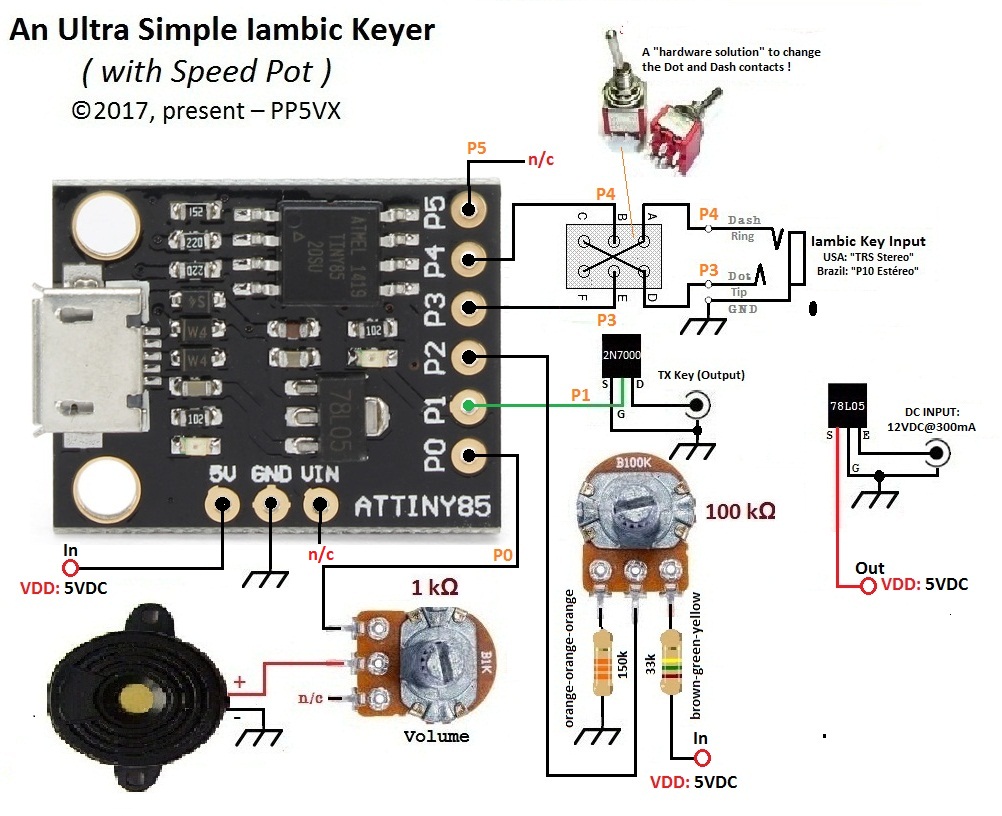 An Ultra Simple Iambic Keyer
( with Speed Pot )
©2017, present – PP5VX
A "hardware solution" to change
the Dot and Dash contacts !
P5
n/c
P4
C
B
A
F
E
D
P3
P4
Dash
Ring
P3
Dot
Tip
GND
Iambic Key Input
USA: "TRS Stereo"
Brazil: "P10 Estéreo"
152
220
220
S4
W4
W4
102
ATMEL 1419
TINY85
20SU
78L05
P5
P4
P3
P2
P1
P0
5V
GND
VIN
ATTINY85
2N7000
S
D
G
P1
TX Key (Output)
78L05
S
E
G
DC INPUT:
12VDC@300mA
B100K
100 kΩ
In
VDD: 5VDC
n/c
P0
1 kΩ
B1K
+
-
n/c
Volume
orange-orange-orange
150k
33k
brown-green-yellow
In
VDD: 5VDC
Out
VDD: 5VDC